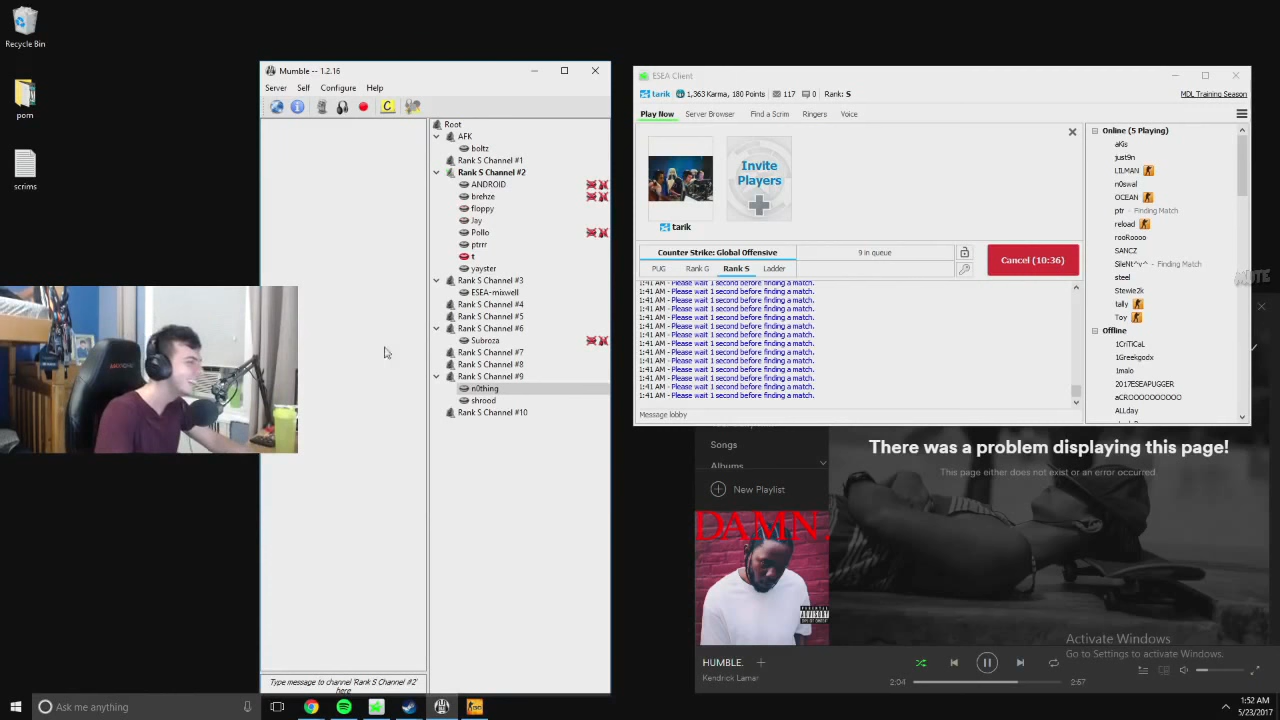 Recycle Bin
porn
scrims
Mumble -- 1.2.16
Server Self Configure Help
Root
AFK
boltz
Rank S Channel #1
Rank S Channel #2
ANDROID
brehze
floppy
Jay
Pollo
ptrrr
t
yayster
Rank S Channel #3
ESEA-mixwell
Rank S Channel #4
Rank S Channel #5
Rank S Channel #6
Subroza
Rank S Channel #7
Rank S Channel #8
Rank S Channel #9
n0thing
shrood
Rank S Channel #10
Type message to channel 'Rank S Channel #2'
here
ESEA Client
tarik 1,363 Karma, 180 Points 117 0 Rank: S
MDL Training Season
Play Now Server Browser Find a Scrim Ringers Voice
Invite
Players
tarik
Counter Strike: Global Offensive
9 in queue
PUG Rank G Rank S Ladder
Cancel (10:36)
1:41 AM - Please wait 1 second before finding a match.
1:41 AM - Please wait 1 second before finding a match.
1:41 AM - Please wait 1 second before finding a match.
1:41 AM - Please wait 1 second before finding a match.
1:41 AM - Please wait 1 second before finding a match.
1:41 AM - Please wait 1 second before finding a match.
1:41 AM - Please wait 1 second before finding a match.
1:41 AM - Please wait 1 second before finding a match.
1:41 AM - Please wait 1 second before finding a match.
1:41 AM - Please wait 1 second before finding a match.
1:41 AM - Please wait 1 second before finding a match.
1:41 AM - Please wait 1 second before finding a match.
1:41 AM - Please wait 1 second before finding a match.
1:41 AM - Please wait 1 second before finding a match.
Message lobby
Online (5 Playing)
aKis
just9n
LILMAN
n0swal
OCEAN
ptr - Finding Match
reload
rooRoooo
SANCZ
SileNt^v^ - Finding Match
steel
Stewie2k
tally
Toy
Offline
1CriTiCaL
1Greekgodx
1malo
2017ESEAPUGGER
aCROOOOOOOOOO
ALLday
Songs
Albums
New Playlist
There was a problem displaying this page!
This page either does not exist or an error occurred
DAMN.
PARENTAL
ADVISORY
HUMBLE.
Kendrick Lamar
2:04
2:57
Activate Windows
Go to Settings to activate Windows.
Ask me anything
1:52 AM
5/23/2017